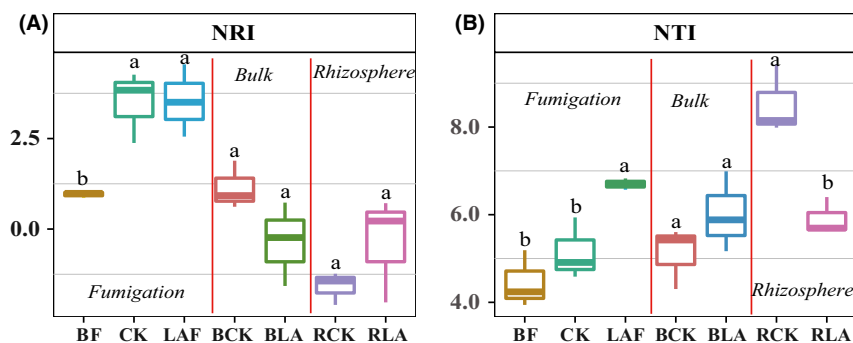 (A) NRI
a a Bulk Rhizosphere
2.5
b a a a
0.0
a
Fumigation
BF CK LAF BCK BLA RCK RLA
(B) NTI
a
Fumigation Bulk
8.0
a a
b b a b
6.0
b
Rhizosphere
4.0
BF CK LAF BCK BLA RCK RLA